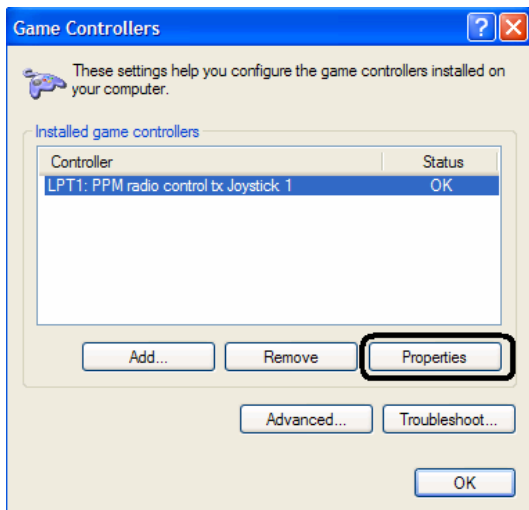 Game Controllers
These settings help you configure the game controllers installed on
your computer.
Installed game controllers
Controller Status
LPT1: PPM radio control tx Joystick 1 OK
Add... Remove Properties
Advanced... Troubleshoot...
OK